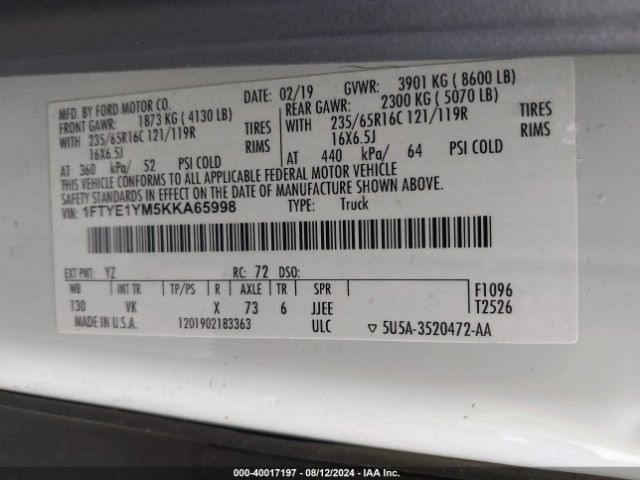 MFD. BY FORD MOTOR CO. DATE: 02/19 GVWR: 3901 KG ( 8600 LB)
FRONT GAWR: 1873 KG ( 4130 LB) REAR GAWR: 2300 KG ( 5070 LB)
WITH 235/65R16C 121/119R TIRES WITH 235/65R16C 121/119R TIRES
16X6.5J RIMS 16X6.5J RIMS
AT 360 kPa/ 52 PSI COLD AT 440 kPa/ 64 PSI COLD
THIS VEHICLE CONFORMS TO ALL APPLICABLE FEDERAL MOTOR VEHICLE
SAFETY STANDARDS IN EFFECT ON THE DATE OF MANUFACTURE SHOWN ABOVE.
VIN: 1FTYE1YM5KKA65998 TYPE: Truck
EXT PNT: YZ RC: 72 DSO:
WB INT TR TP/PS R AXLE TR SPR F1096
130 VK X 73 6 JJEE T2526
MADE IN U.S.A. 1201902183363 ULC ▽ 5U5A-3520472-AA
000-40017197 - 08/12/2024 - IAA Inc.